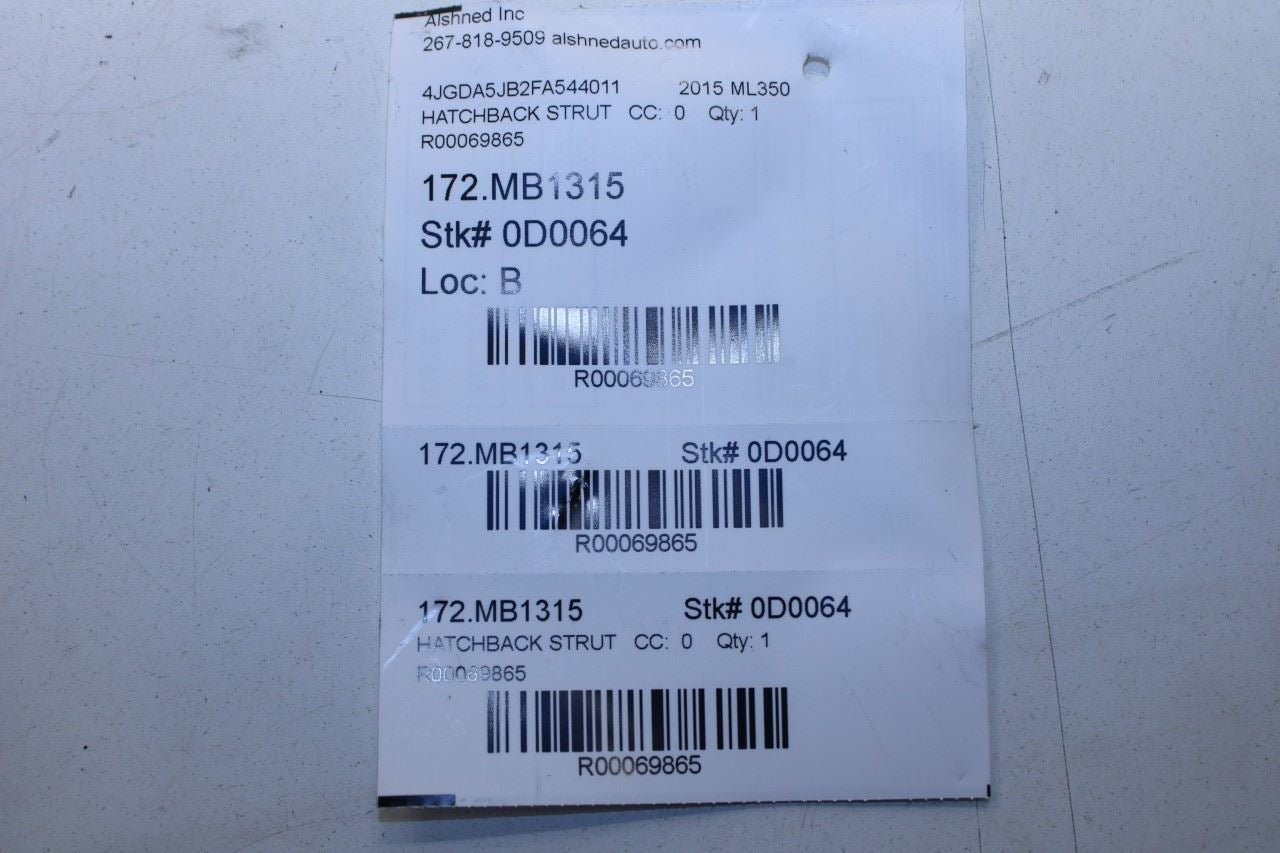 Alshned Inc
267-818-9509 alshnedauto.com
4JGDA5JB2FA544011 2015 ML350
HATCHBACK STRUT CC: 0 Qty: 1
R00069865
172.MB1315
Stk# 0D0064
Loc: B
R00069865
172.MB1315 Stk# 0D0064
R00069865
172.MB1315 Stk# 0D0064
HATCHBACK STRUT CC: 0 Qty: 1
R00069865
R00069865